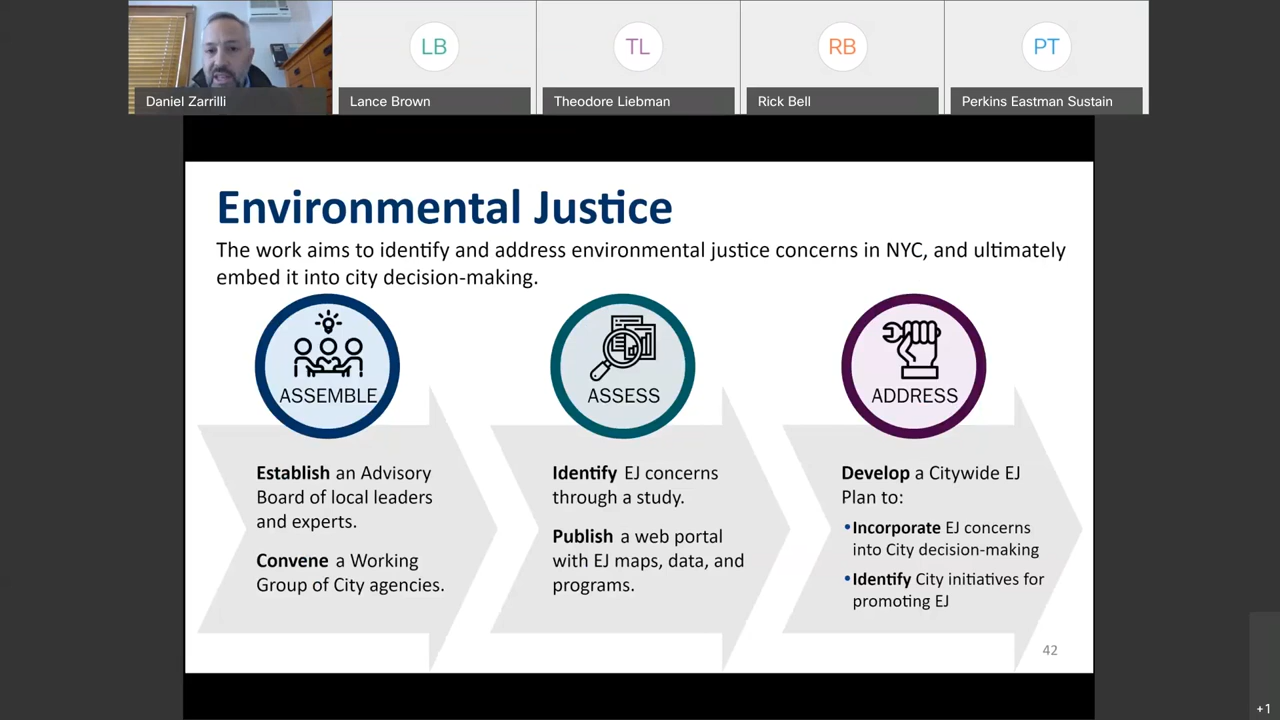 LB
TL
RB
PT
Daniel Zarrilli
Lance Brown
Theodore Liebman
Rick Bell
Perkins Eastman Sustain
Environmental Justice
The work aims to identify and address environmental justice concerns in NYC, and ultimately
embed it into city decision-making.
ASSEMBLE
Establish an Advisory
Board of local leaders
and experts.
Convene a Working
Group of City agencies.
ASSESS
Identify EJ concerns
through a study.
Publish a web portal
with EJ maps, data, and
programs.
ADDRESS
Develop a Citywide EJ
Plan to:
•Incorporate EJ concerns
into City decision-making
•Identify City initiatives for
promoting EJ
42
+1